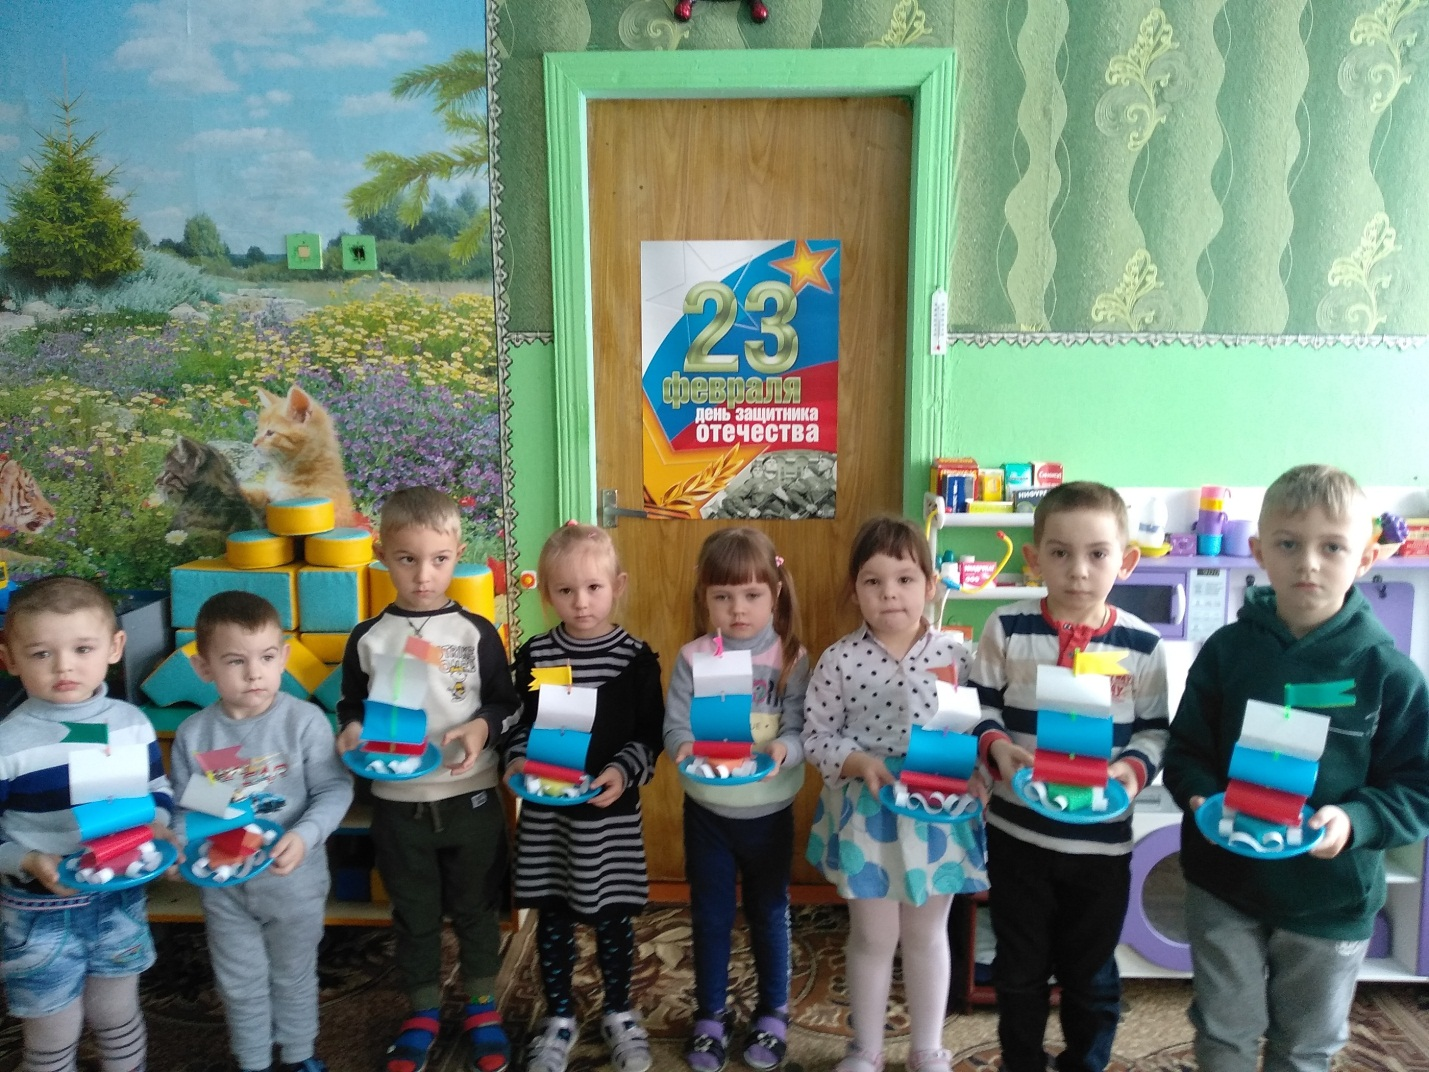 23
февраля
день защитника
отечества